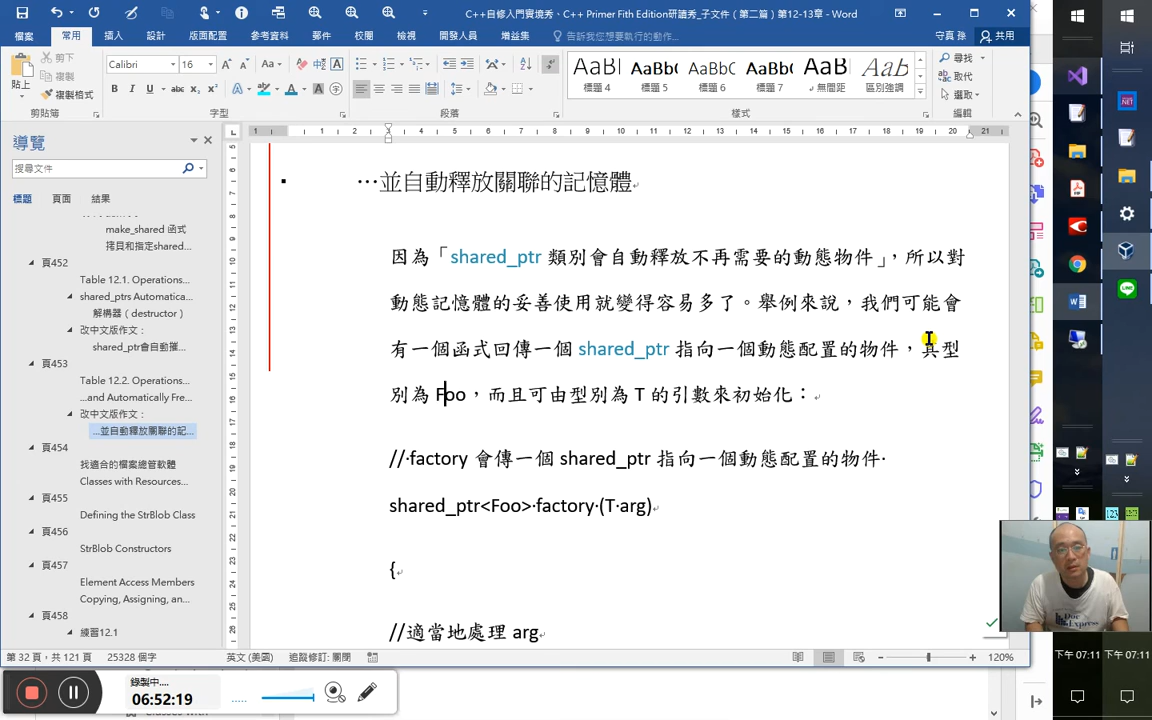 C++自修入門實境秀、C++ Primer Fith Edition研讀秀_子文件（第二篇）第12-13章 - Word
檔案 常用 插入 設計 版面配置 參考資料 郵件 校閱 檢視 開發人員 增益集 告訴我您想要執行的動作... 守真 孫 共用
貼上 剪下 複製 複製格式 剪貼簿
Calibri 16 字型
段落
AaBl 標題 4
AaBb( 標題 5
AaBbC 標題 6
AaBb( 標題 7
AaB 無間距
AaB 區別強調
樣式
尋找 取代 選取 編輯
導覽
搜尋文件
標題 頁面 結果
make_shared 函式
拷貝和指定shared...
頁452
Table 12.1. Operations...
shared_ptrs Automatica...
解構器（destructor）
改中文版作文：
shared_ptr會自動摧...
頁453
Table 12.2. Operations...
...and Automatically Fre...
改中文版作文：
...並自動釋放關聯的記...
頁454
找適合的檔案總管軟體
Classes with Resources...
頁455
Defining the StrBlob Class
頁456
StrBlob Constructors
頁457
Element Access Members
Copying, Assigning, an...
頁458
練習12.1
…並自動釋放關聯的記憶體
因為「shared_ptr 類別會自動釋放不再需要的動態物件」，所以對
動態記憶體的妥善使用就變得容易多了。舉例來說，我們可能會
有一個函式回傳一個 shared_ptr 指向一個動態配置的物件，其型
別為 Foo，而且可由型別為 T 的引數來初始化：
//·factory 會傳一個 shared_ptr 指向一個動態配置的物件·
shared_ptr<Foo>·factory·(T·arg)
{
//適當地處理 arg
第 32 頁，共 121 頁 25328 個字 英文 (美國) 追蹤修訂: 關閉 120%
錄製中...
06:52:19
下午 07:11 下午 07:11